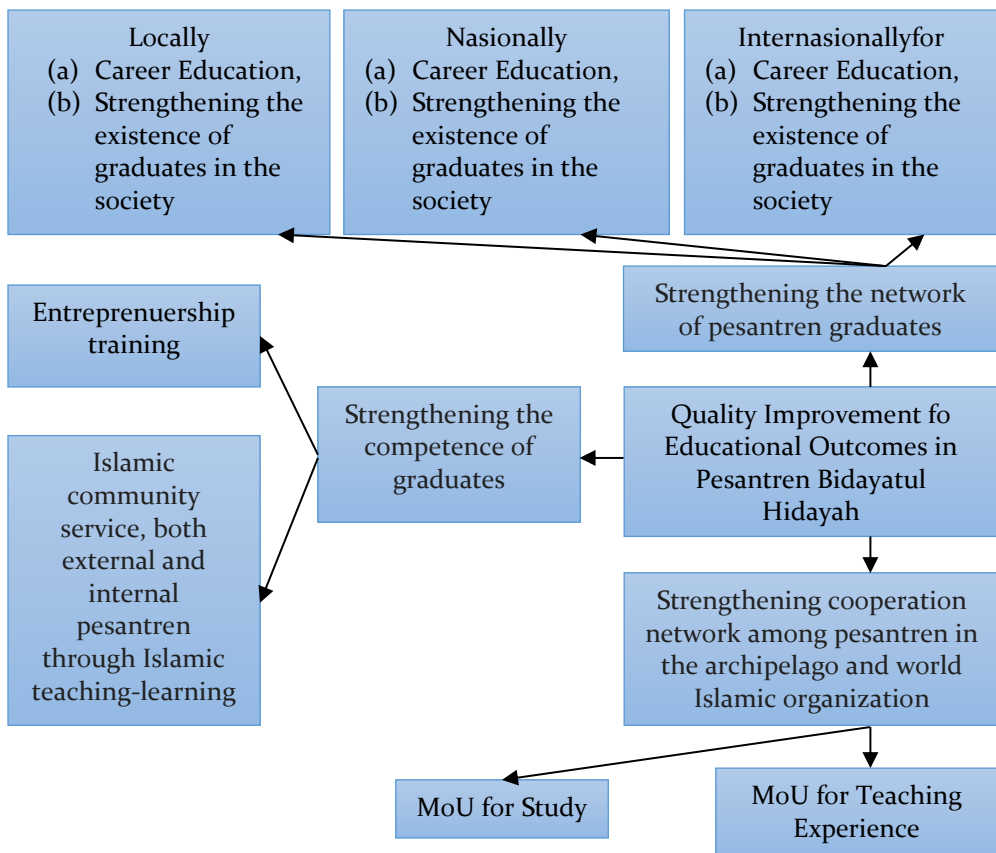 Locally
(a) Career Education,
(b) Strengthening the
existence of
graduates in the
society
Nasionally
(a) Career Education,
(b) Strengthening the
existence of
graduates in the
society
Internasionallyfor
(a) Career Education,
(b) Strengthening the
existence of
graduates in the
society
Strengthening the network
of pesantren graduates
Entreprenuership
training
Strengthening the
competence of
graduates
Quality Improvement fo
Educational Outcomes in
Pesantren Bidayatul
Hidayah
Islamic
community
service, both
external and
internal
pesantren
through Islamic
teaching-learning
Strengthening cooperation
network among pesantren in
the archipelago and world
Islamic organization
MoU for Study
MoU for Teaching
Experience